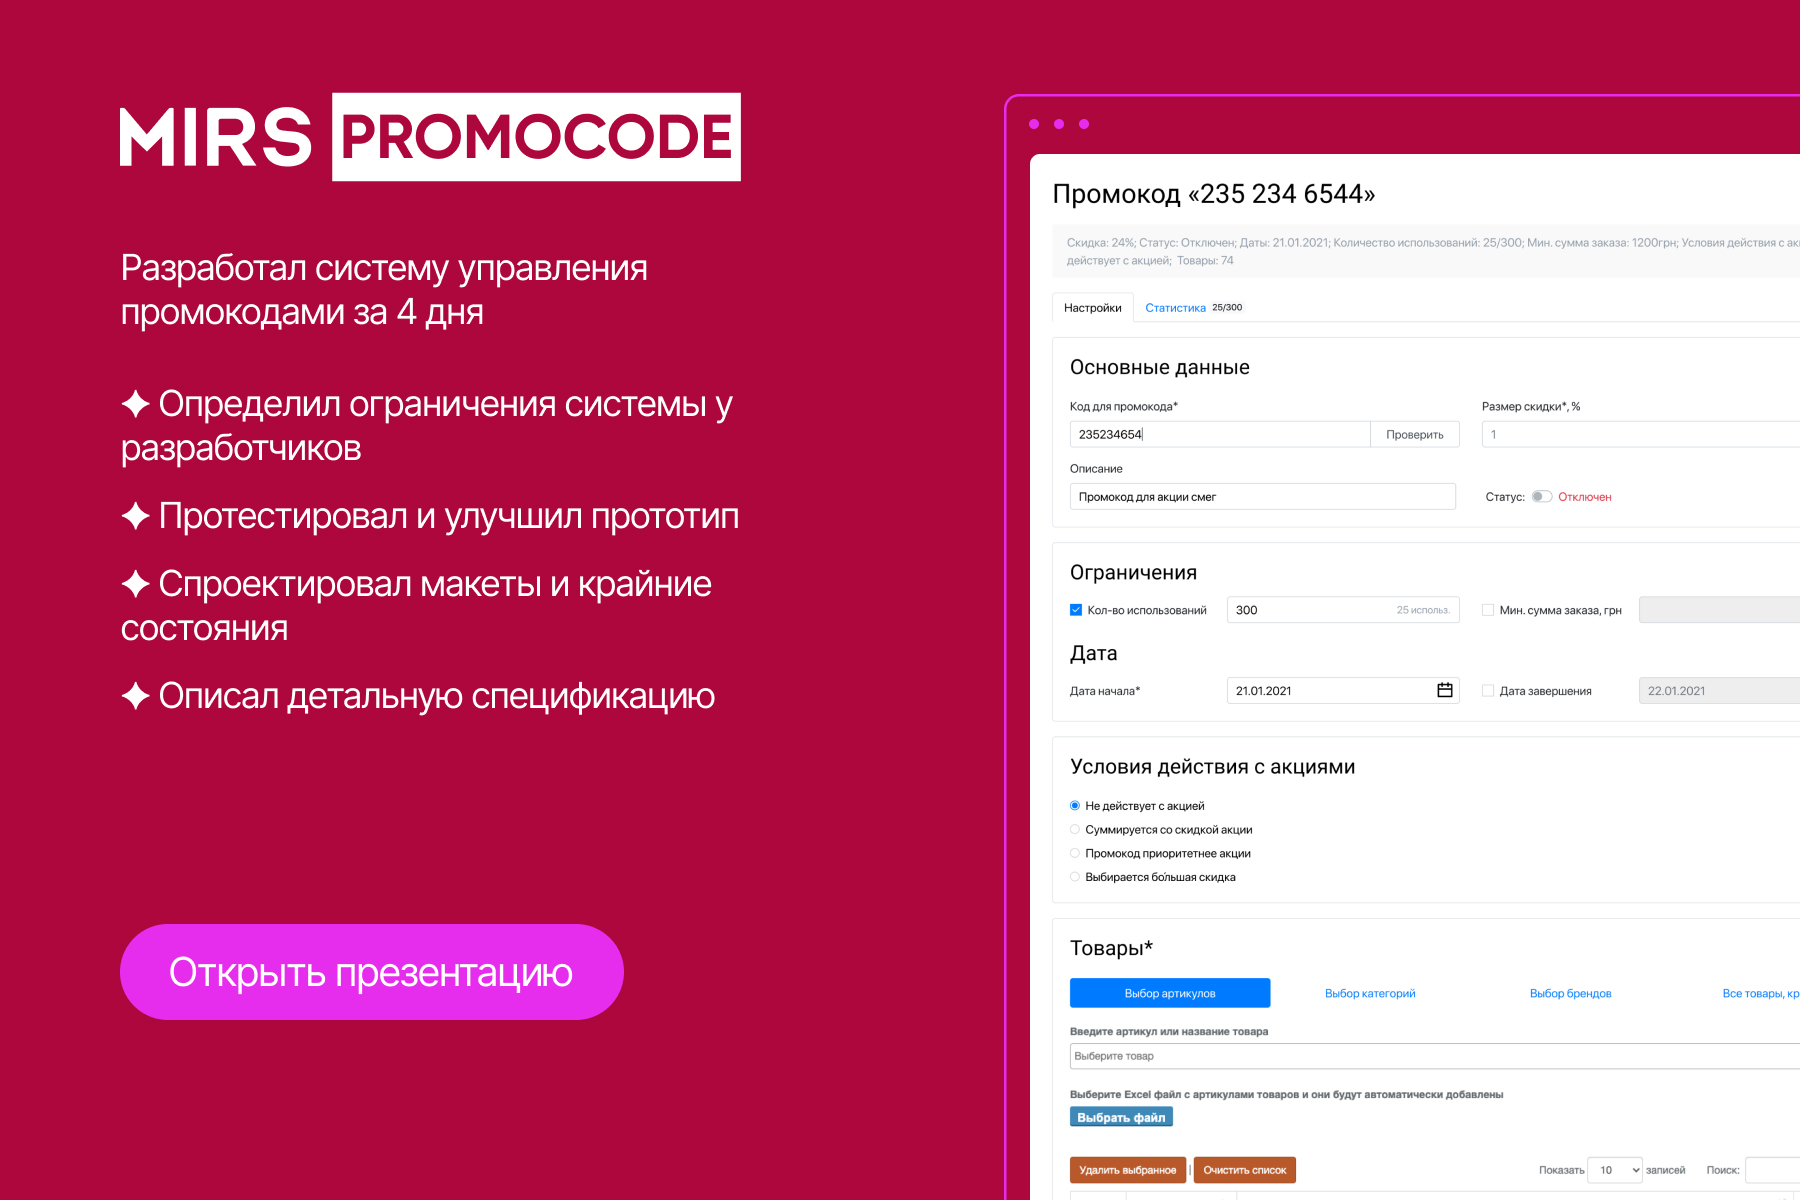 MIRS PROMOCODE
Разработал систему управления
промокодами за 4 дня
✦ Определил ограничения системы у
разработчиков
✦ Протестировал и улучшил прототип
✦ Спроектировал макеты и крайние
состояния
✦ Описал детальную спецификацию
Открыть презентацию
Промокод «235 234 6544»
Скидка: 24%; Статус: Отключен; Даты: 21.01.2021; Количество использований: 25/300; Мин. сумма заказа: 1200грн; Условия действия с
действует с акцией; Товары: 74
Настройки Статистика 25/300
Основные данные
Код для промокода* Размер скидки*, %
235234654 Проверить 1
Описание
Промокод для акции смег Статус: Отключен
Ограничения
Кол-во использований 300 25 использ. Мин. сумма заказа, грн
Дата
Дата начала* 21.01.2021 Дата завершения 22.01.2021
Условия действия с акциями
Не действует с акцией
Суммируется со скидкой акции
Промокод приоритетнее акции
Выбирается бо́льшая скидка
Товары*
Выбор артикулов Выбор категорий Выбор брендов Все товары, кр
Введите артикул или название товара
Выберите товар
Выберите Excel файл с артикулами товаров и они будут автоматически добавлены
Выбрать файл
Удалить выбранное | Очистить список Показать 10 записей Поиск: